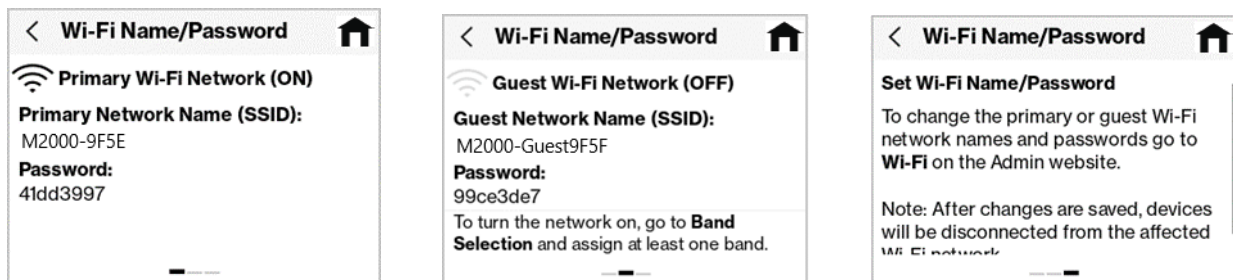 Wi-Fi Name/Password
Primary Wi-Fi Network (ON)
Primary Network Name (SSID):
M2000-9F5E
Password:
41dd3997
Wi-Fi Name/Password
Guest Wi-Fi Network (OFF)
Guest Network Name (SSID):
M2000-Guest9F5F
Password:
99ce3de7
To turn the network on, go to Band
Selection and assign at least one band.
Wi-Fi Name/Password
Set Wi-Fi Name/Password
To change the primary or guest Wi-Fi
network names and passwords go to
Wi-Fi on the Admin website.
Note: After changes are saved, devices
will be disconnected from the affected
Wi-Fi network